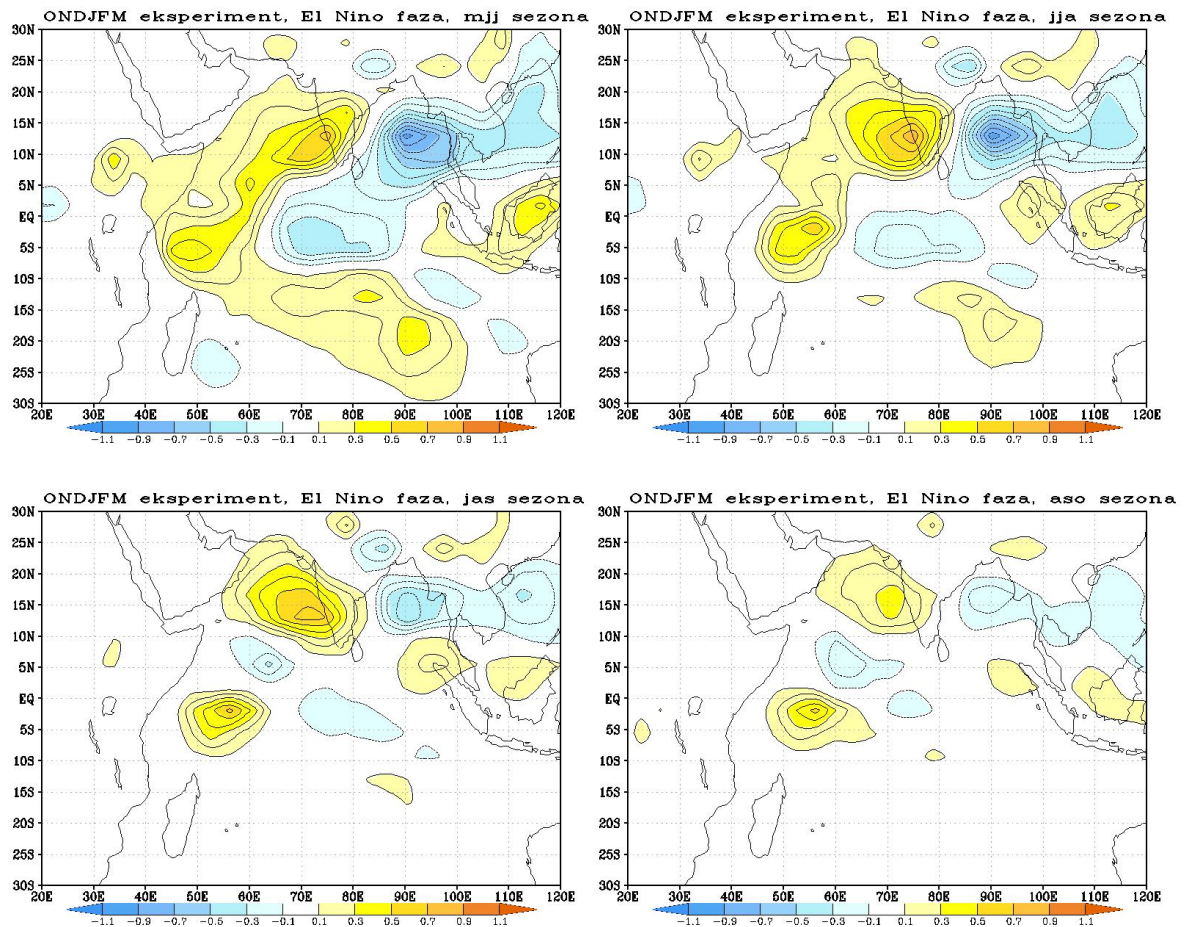 ONDJFM eksperiment, El Nino faza, mjj sezona
30N
25N
20N
15N
10N
5N
EQ
5S
10S
15S
20S
25S
30S
20E 30E 40E 50E 60E 70E 80E 90E 100E 110E 120E
-1.1 -0.9 -0.7 -0.5 -0.3 -0.1 0.1 0.3 0.5 0.7 0.9 1.1
ONDJFM eksperiment, El Nino faza, jja sezona
30N
25N
20N
15N
10N
5N
EQ
5S
10S
15S
20S
25S
30S
20E 30E 40E 50E 60E 70E 80E 90E 100E 110E 120E
-1.1 -0.9 -0.7 -0.5 -0.3 -0.1 0.1 0.3 0.5 0.7 0.9 1.1
ONDJFM eksperiment, El Nino faza, jas sezona
30N
25N
20N
15N
10N
5N
EQ
5S
10S
15S
20S
25S
30S
20E 30E 40E 50E 60E 70E 80E 90E 100E 110E 120E
-1.1 -0.9 -0.7 -0.5 -0.3 -0.1 0.1 0.3 0.5 0.7 0.9 1.1
ONDJFM eksperiment, El Nino faza, aso sezona
30N
25N
20N
15N
10N
5N
EQ
5S
10S
15S
20S
25S
30S
20E 30E 40E 50E 60E 70E 80E 90E 100E 110E 120E
-1.1 -0.9 -0.7 -0.5 -0.3 -0.1 0.1 0.3 0.5 0.7 0.9 1.1